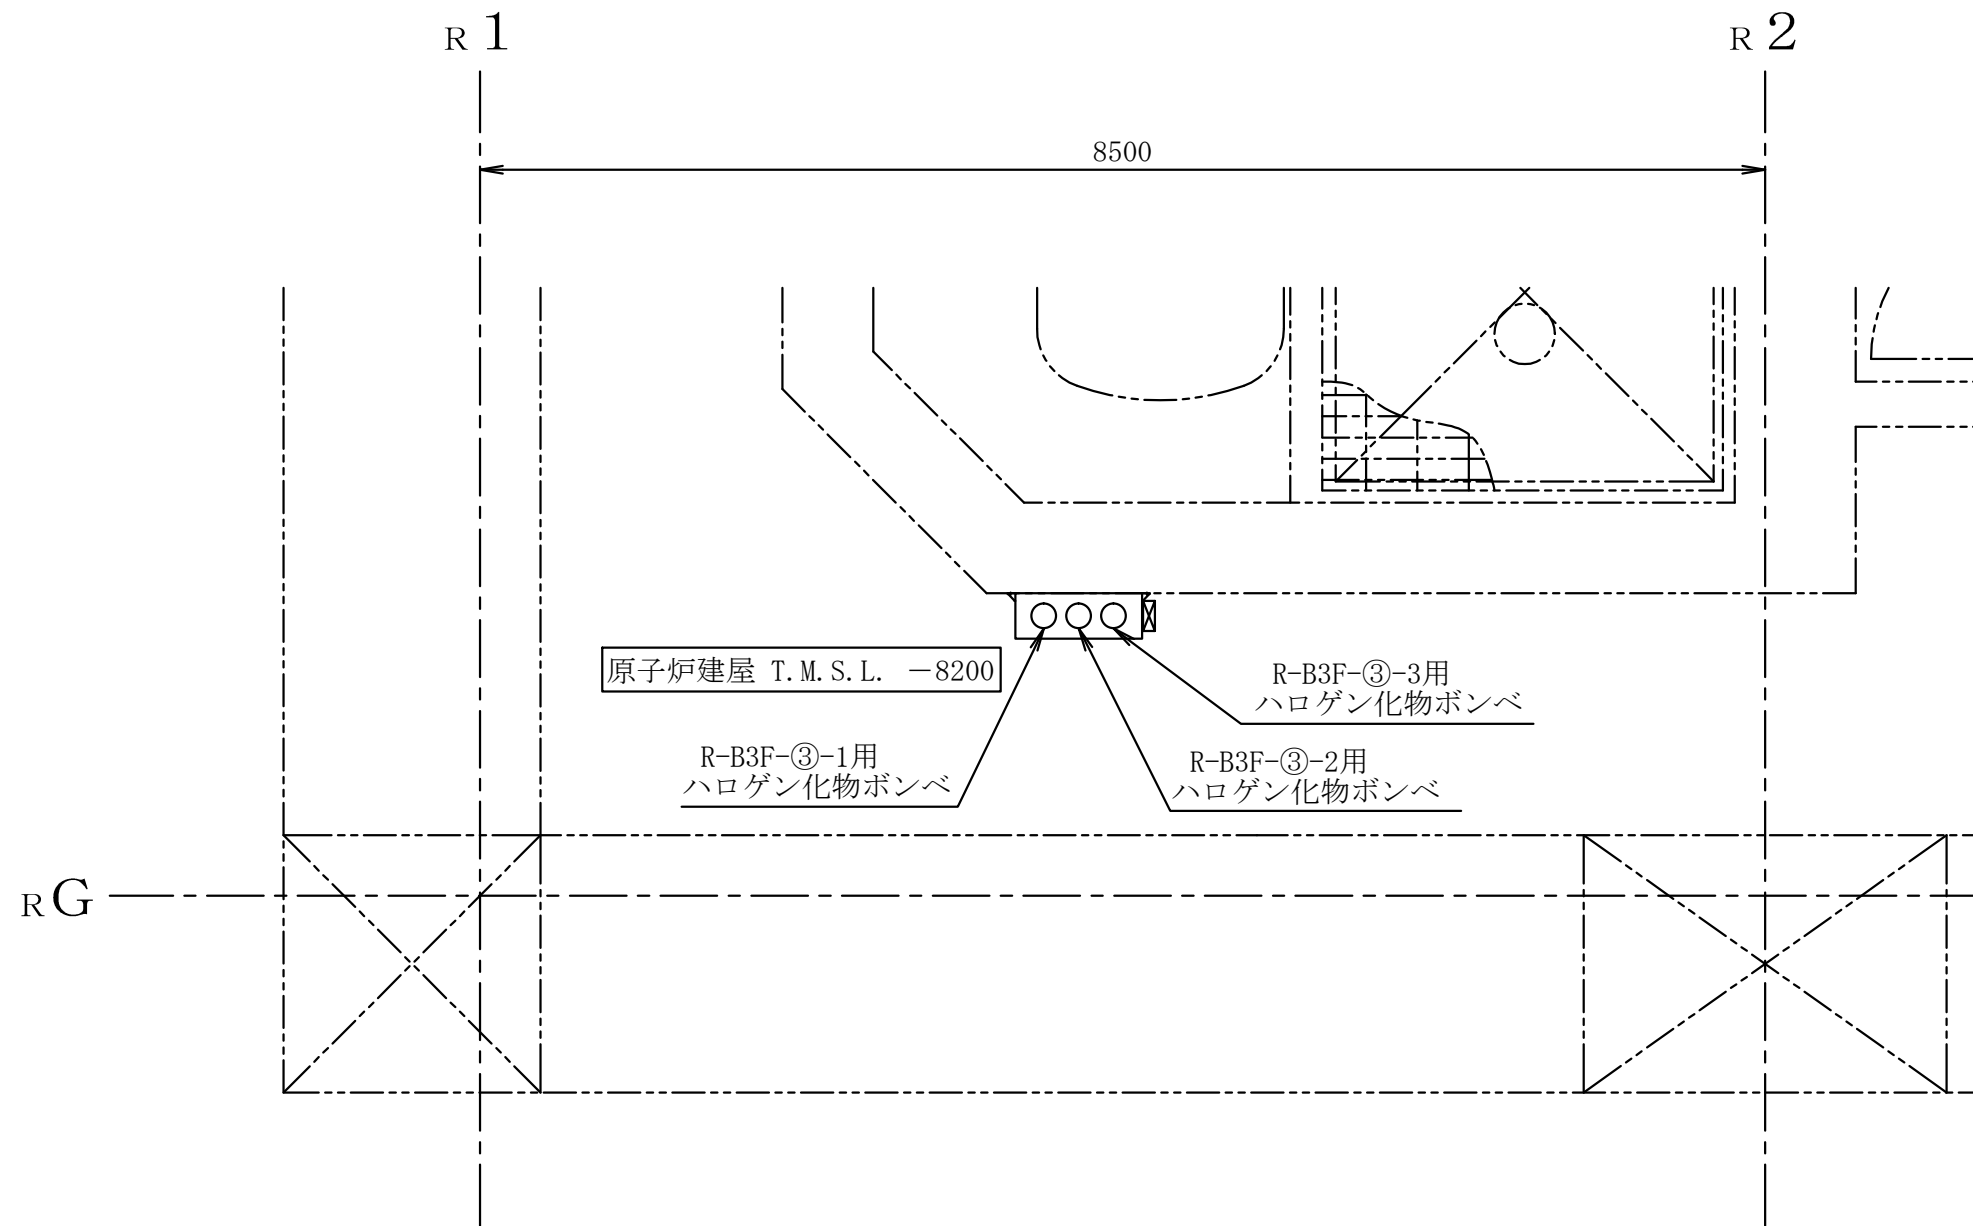 R 1
R 2
8500
原子炉建屋 T.M.S.L. －8200
R-B3F-③-3用
ハロゲン化物ボンベ
R-B3F-③-1用
ハロゲン化物ボンベ
R-B3F-③-2用
ハロゲン化物ボンベ
R G